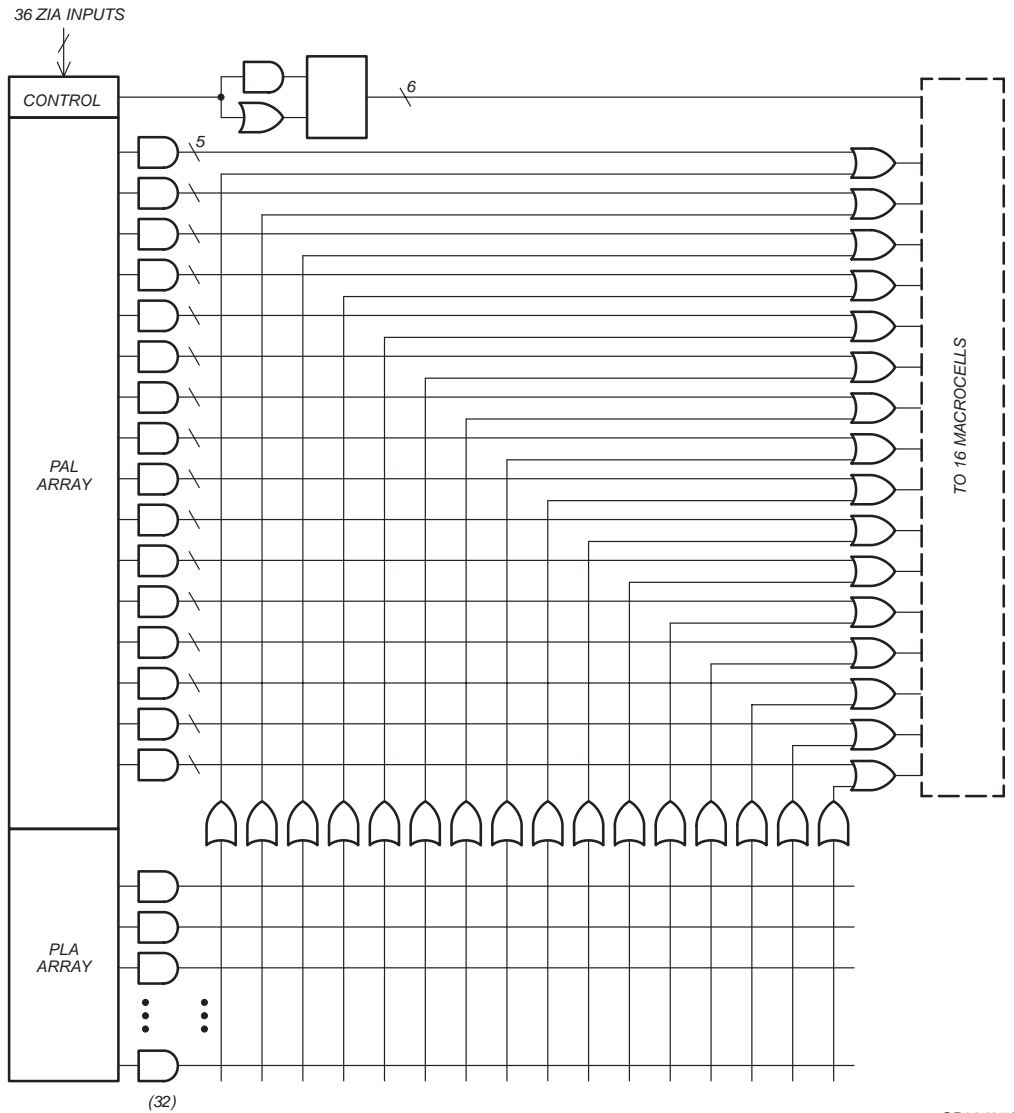 36 ZIA INPUTS
CONTROL
6
5
PAL
ARRAY
TO 16 MACROCELLS
PLA
ARRAY
(32)